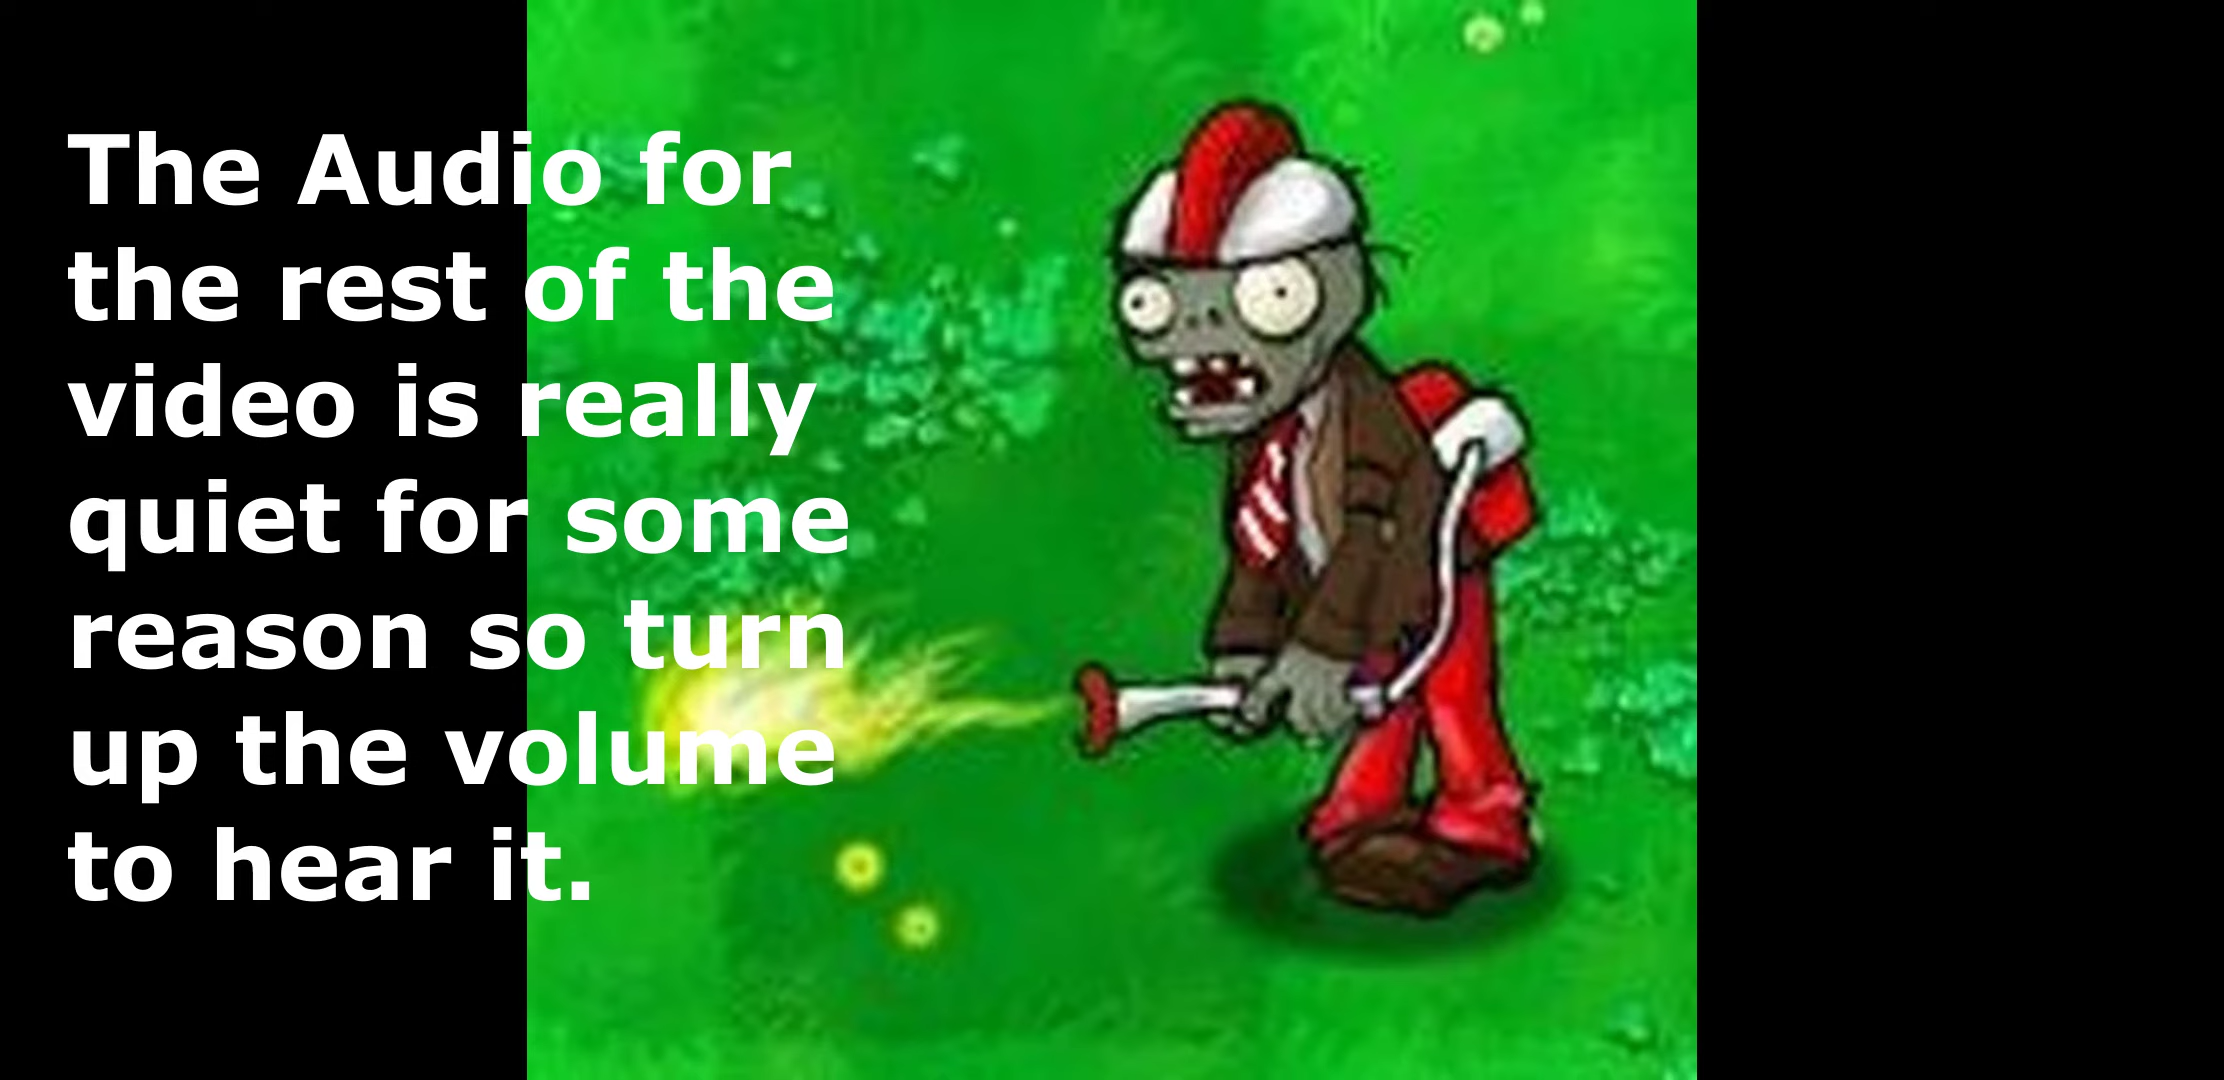 The Audio for
the rest of the
video is really
quiet for some
reason so turn
up the volume
to hear it.